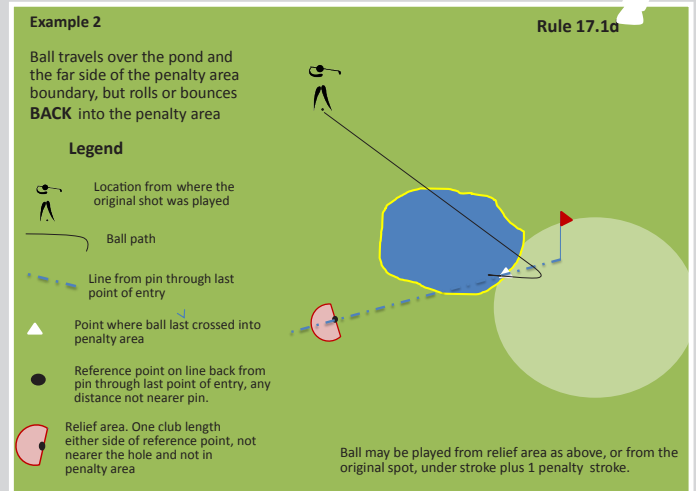 Example 2
Rule 17.1d
Ball travels over the pond and
the far side of the penalty area
boundary, but rolls or bounces
BACK into the penalty area
Legend
Location from where the
original shot was played
Ball path
Line from pin through last
point of entry
Point where ball last crossed into
penalty area
Reference point on line back from
pin through last point of entry, any
distance not nearer pin.
Relief area. One club length
either side of reference point, not
nearer the hole and not in
penalty area
Ball may be played from relief area as above, or from the
original spot, under stroke plus 1 penalty stroke.